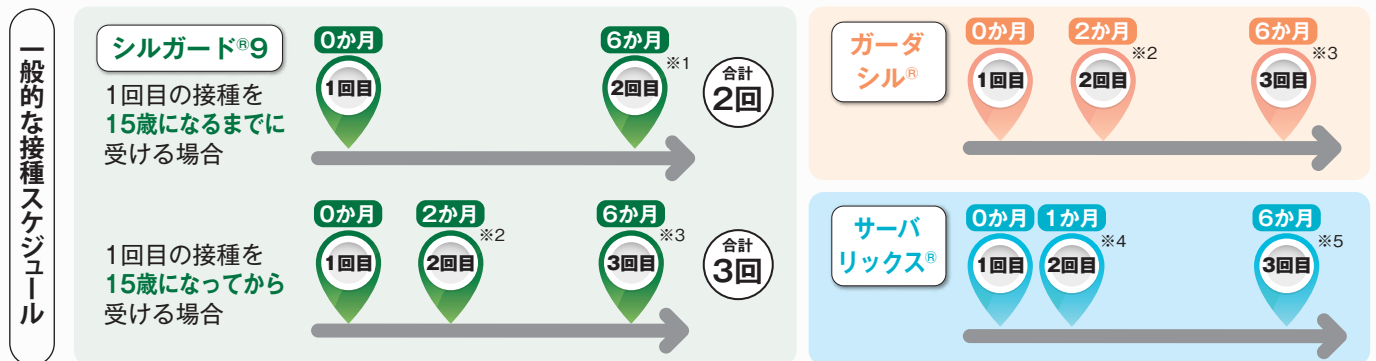 一般的な接種スケジュール
シルガード®9
1回目の接種を
15歳になるまでに
受ける場合
0か月
6か月
1回目
2回目
※1
合計
2回
1回目の接種を
15歳になってから
受ける場合
0か月
2か月
6か月
1回目
2回目
※2
3回目
※3
合計
3回
ガーダ
シル®
0か月
2か月
6か月
1回目
2回目
※2
3回目
※3
サーバ
リックス®
0か月
1か月
6か月
1回目
2回目
※4
3回目
※5